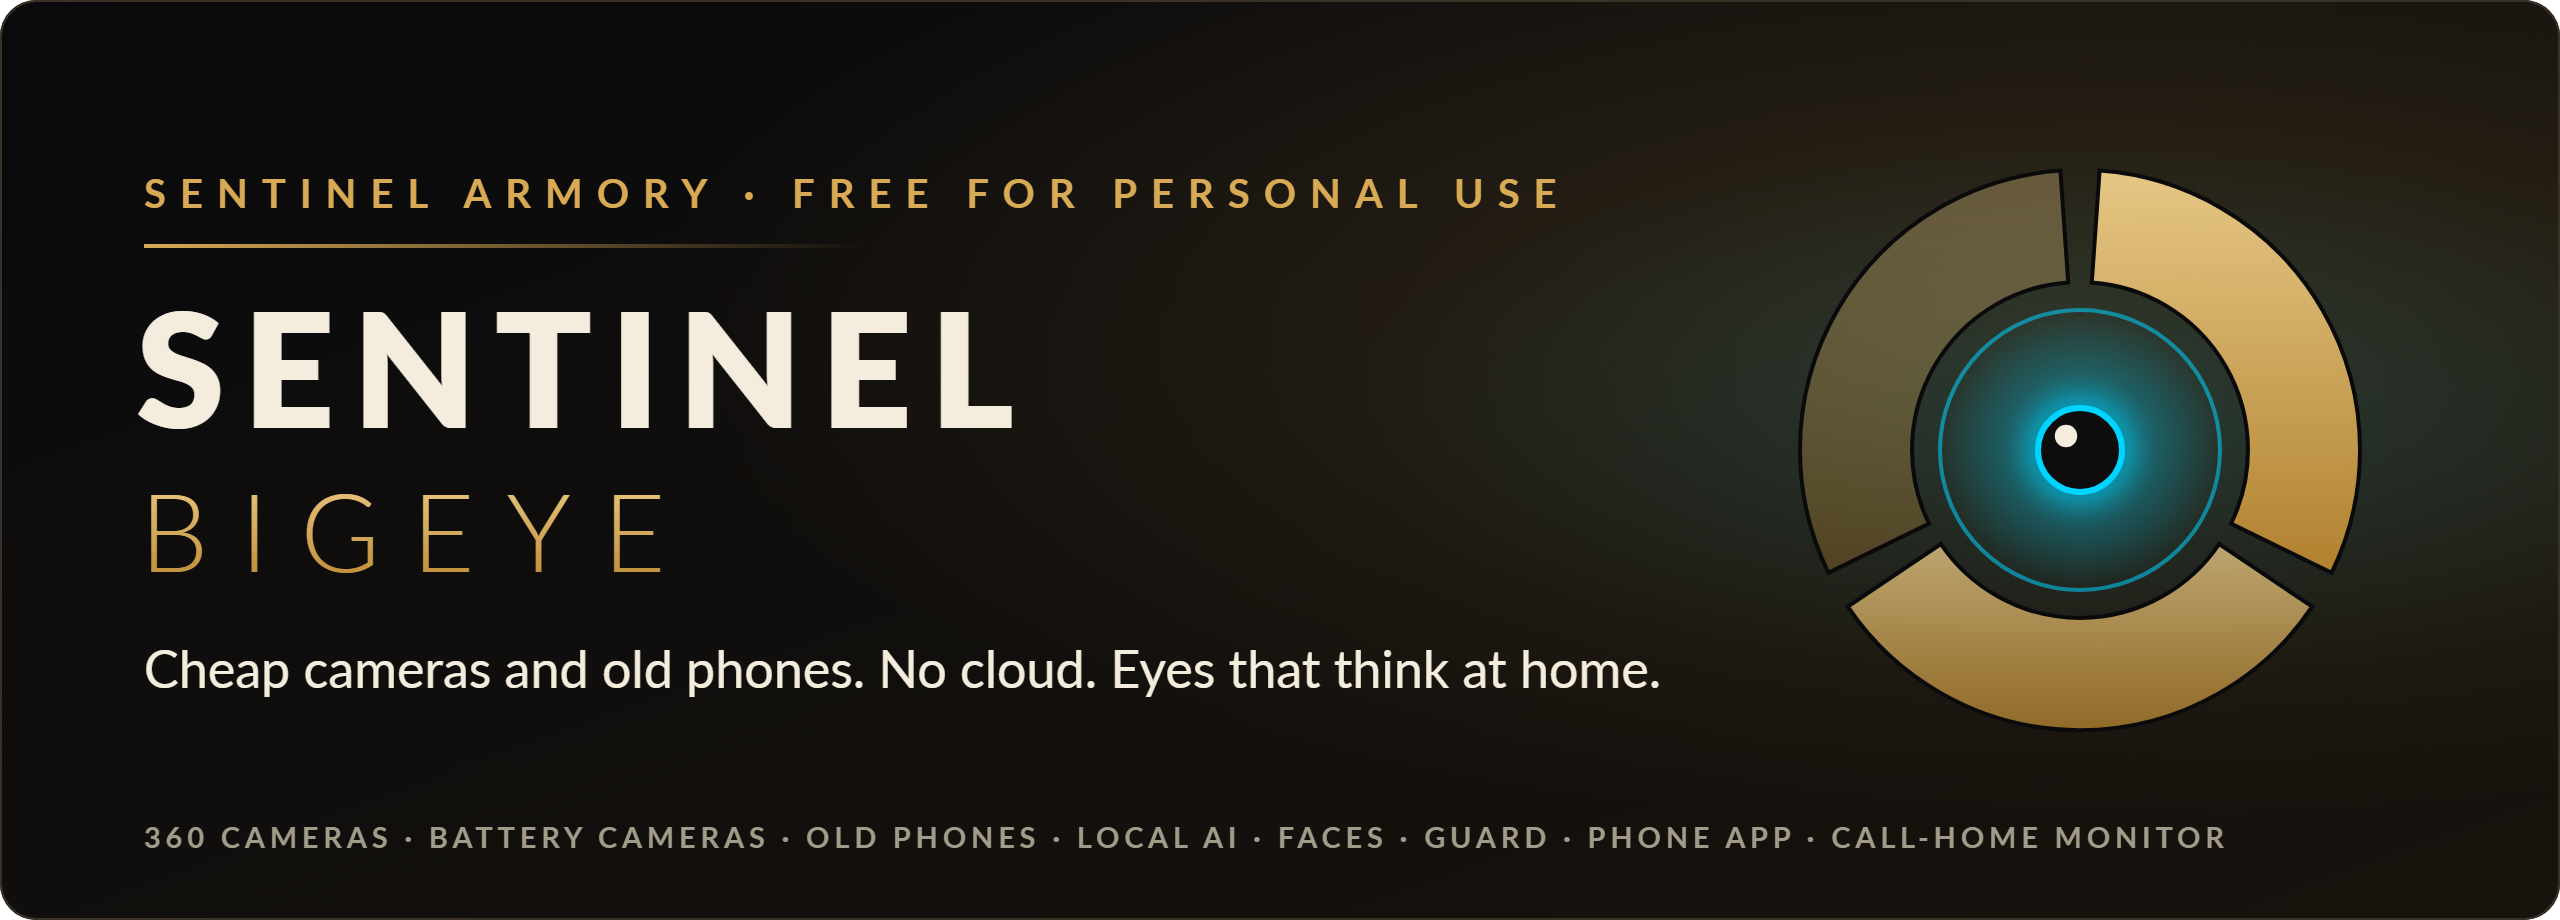 SENTINEL ARMORY · FREE FOR PERSONAL USE
SENTINEL
BIGEYE
Cheap cameras and old phones. No cloud. Eyes that think at home.
360 CAMERAS · BATTERY CAMERAS · OLD PHONES · LOCAL AI · FACES · GUARD · PHONE APP · CALL-HOME MONITOR